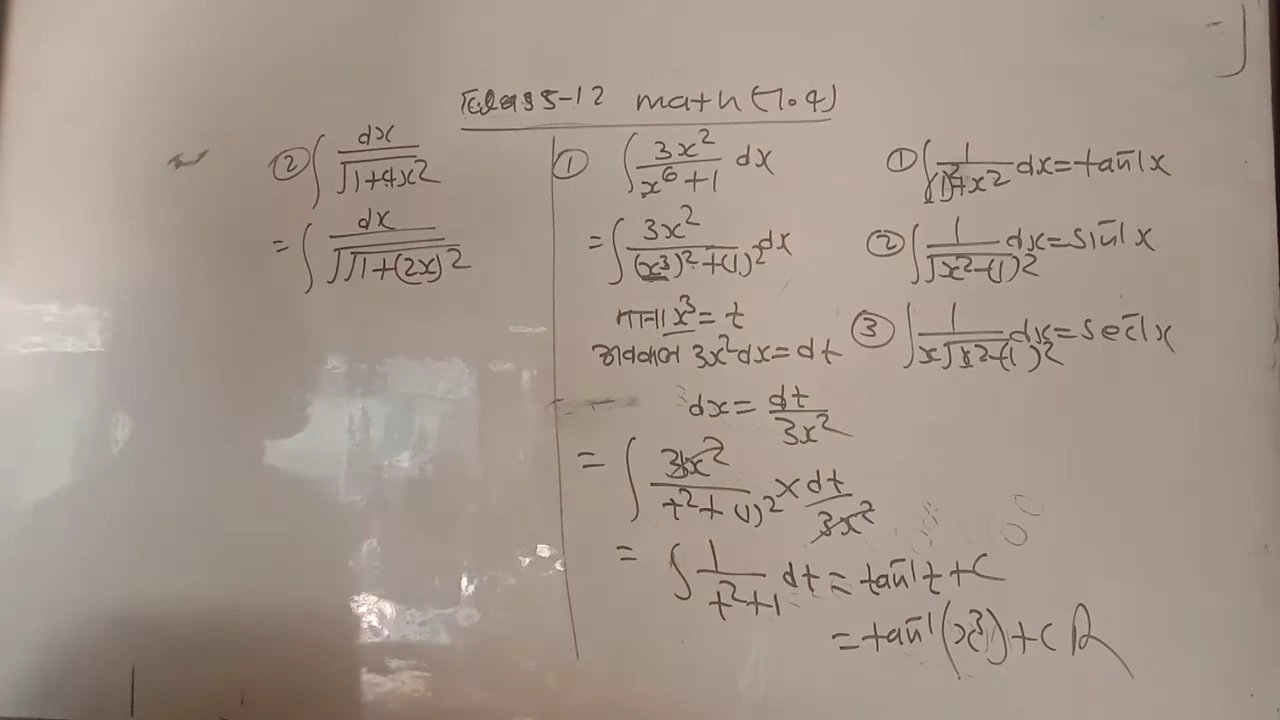 Class 5-12 math (7.4)
② ∫ dx / √1+4x²
= ∫ dx / √√1+(2x)²
① ∫ 3x² / x⁶+1 dx
= ∫ 3x² / (x³)²+(1)² dx
माना x³ = t
अवकलन 3x²dx = dt
dx = dt / 3x²
= ∫ 3x² / t²+(1)² × dt / 3x²
= ∫ 1 / t²+1 dt = tan⁻¹t + C
= tan⁻¹(x³) + C
① ∫ 1 / (1)²+x² dx = tan⁻¹x
② ∫ 1 / √x²-(1)² dx = sin⁻¹x
③ ∫ 1 / x√x²-(1)² dx = sec⁻¹x